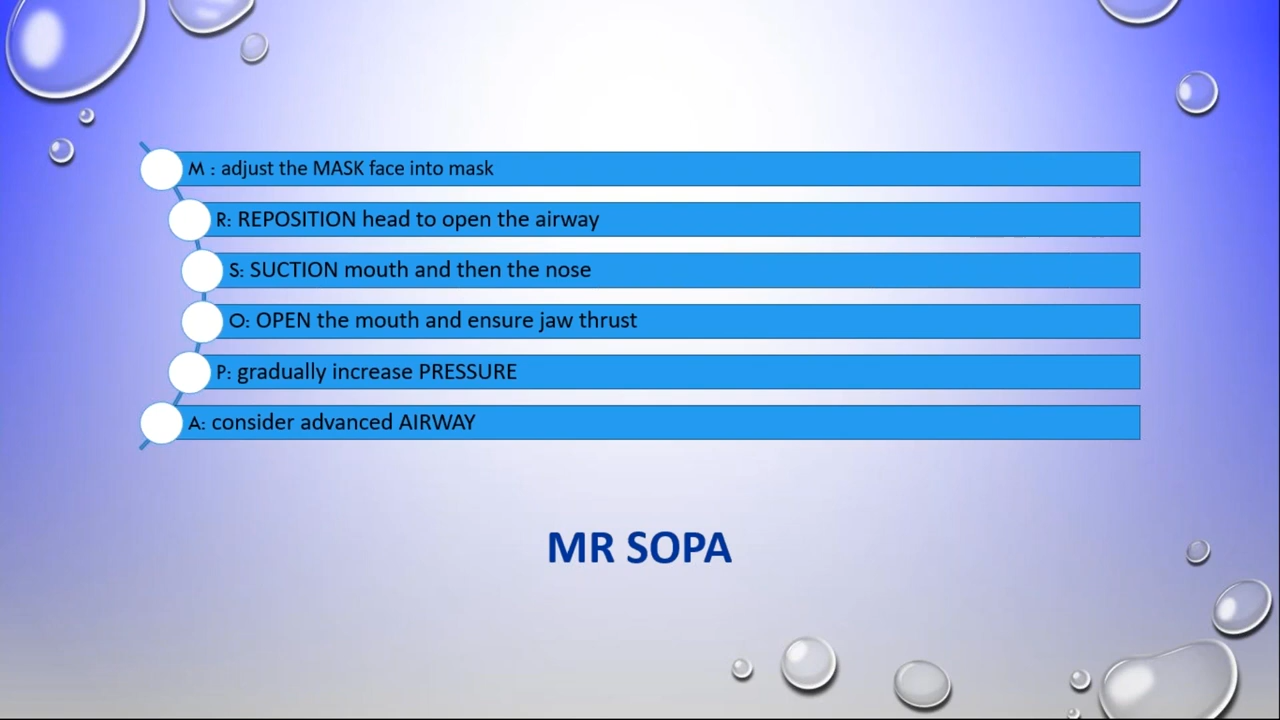 M : adjust the MASK face into mask
R: REPOSITION head to open the airway
S: SUCTION mouth and then the nose
O: OPEN the mouth and ensure jaw thrust
P: gradually increase PRESSURE
A: consider advanced AIRWAY
MR SOPA